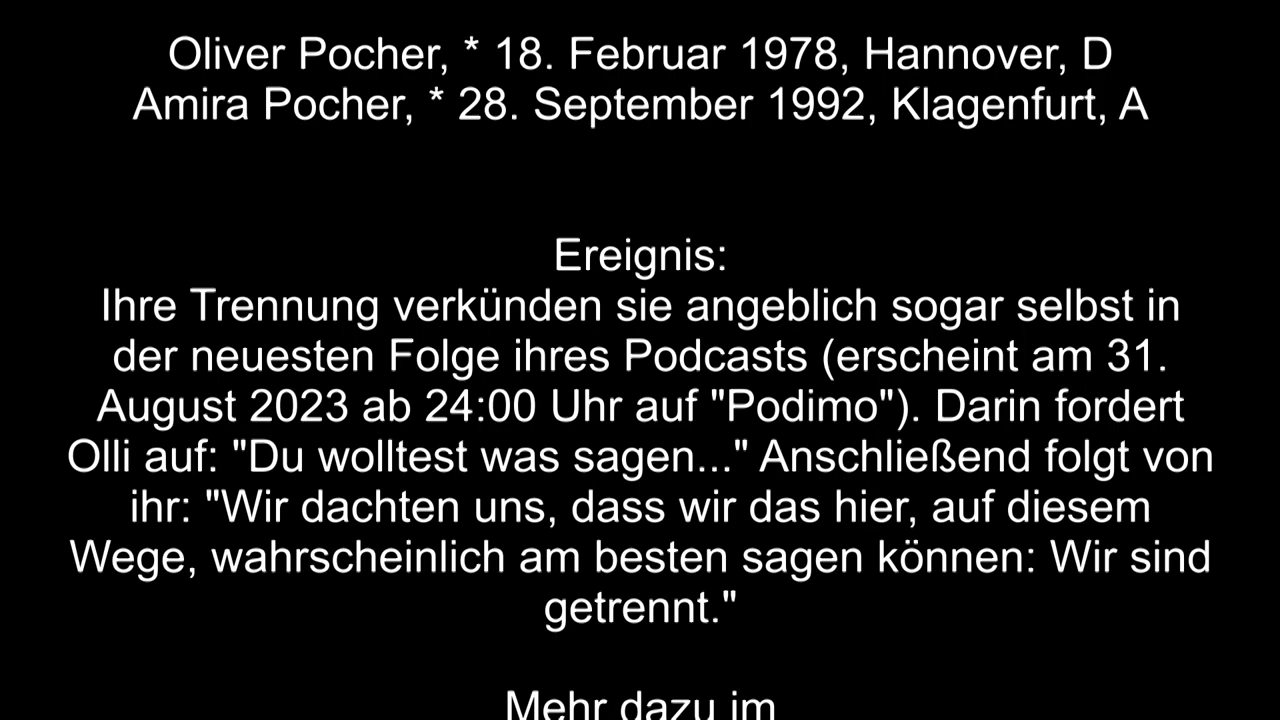 Oliver Pocher, * 18. Februar 1978, Hannover, D
Amira Pocher, * 28. September 1992, Klagenfurt, A
Ereignis:
Ihre Trennung verkünden sie angeblich sogar selbst in
der neuesten Folge ihres Podcasts (erscheint am 31.
August 2023 ab 24:00 Uhr auf "Podimo"). Darin fordert
Olli auf: "Du wolltest was sagen..." Anschließend folgt von
ihr: "Wir dachten uns, dass wir das hier, auf diesem
Wege, wahrscheinlich am besten sagen können: Wir sind
getrennt."
Mehr dazu im